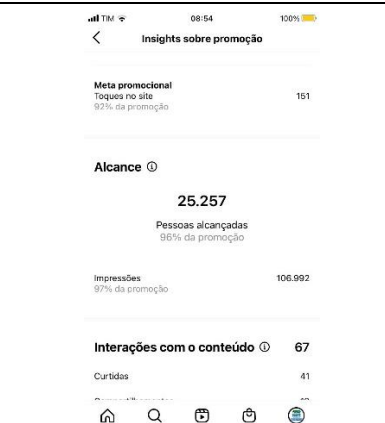 TIM 08:54 100%
Insights sobre promoção
Meta promocional
Toques no site 151
92% da promoção
Alcance
25.257
Pessoas alcançadas
96% da promoção
Impressões 106.992
97% da promoção
Interações com o conteúdo 67
Curtidas 41